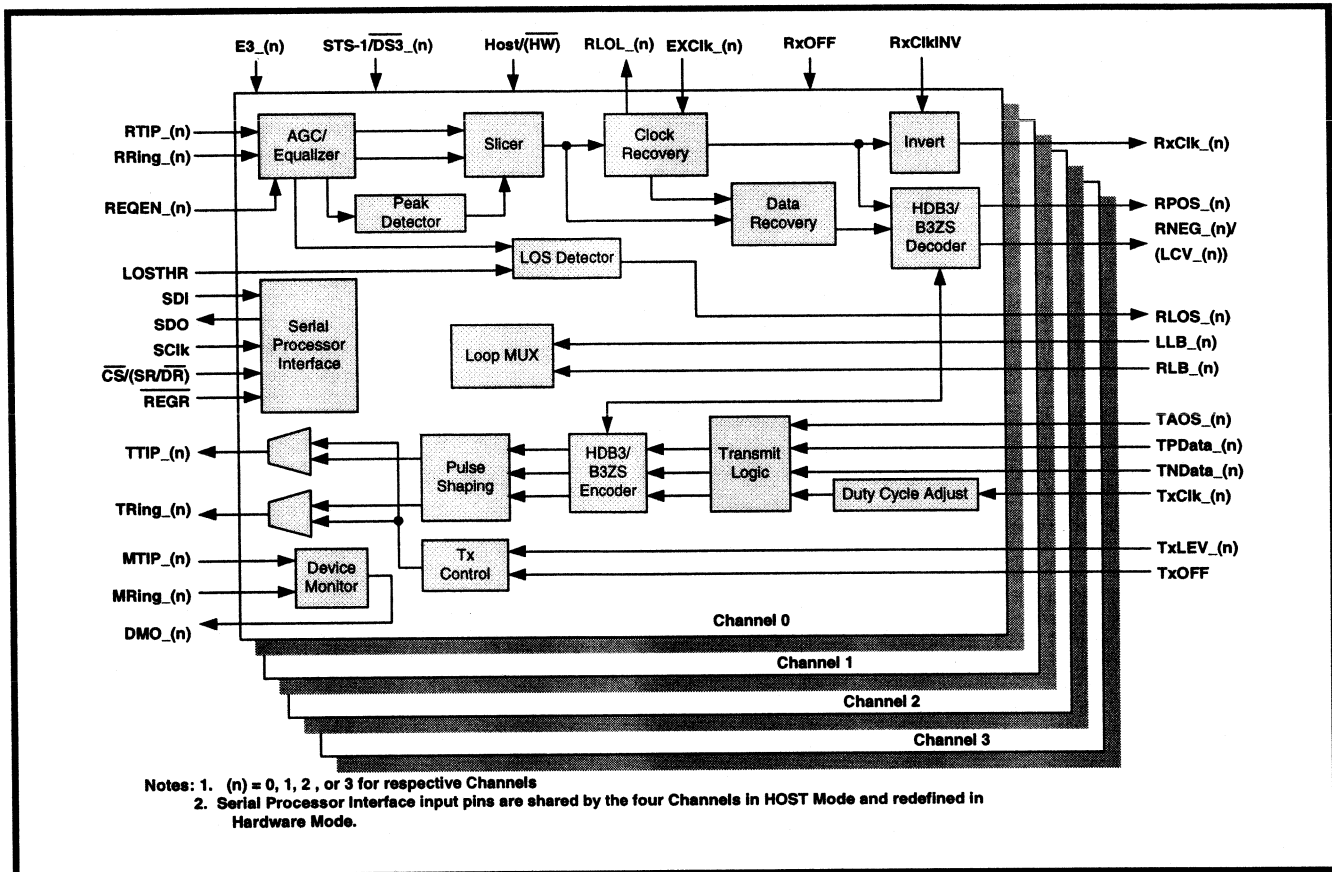 E3_(n)
STS-1/DS3_(n)
Host/(HW)
RLOL_(n)
EXClk_(n)
RxOFF
RxClkINV
RTIP_(n)
RRing_(n)
REQEN_(n)
LOSTHR
SDI
SDO
SClk
CS/(SR/DR)
REGR
TTIP_(n)
TRing_(n)
MTIP_(n)
MRing_(n)
DMO_(n)
AGC/
Equalizer
Slicer
Clock
Recovery
Invert
Peak
Detector
Data
Recovery
HDB3/
B3ZS
Decoder
LOS Detector
Serial
Processor
Interface
Loop MUX
Pulse
Shaping
HDB3/
B3ZS
Encoder
Transmit
Logic
Duty Cycle Adjust
Tx
Control
Device
Monitor
RxClk_(n)
RPOS_(n)
RNEG_(n)/
(LCV_(n))
RLOS_(n)
LLB_(n)
RLB_(n)
TAOS_(n)
TPData_(n)
TNData_(n)
TxClk_(n)
TxLEV_(n)
TxOFF
Channel 0
Channel 1
Channel 2
Channel 3
Notes: 1. (n) = 0, 1, 2 , or 3 for respective Channels
2. Serial Processor Interface input pins are shared by the four Channels in HOST Mode and redefined in
Hardware Mode.